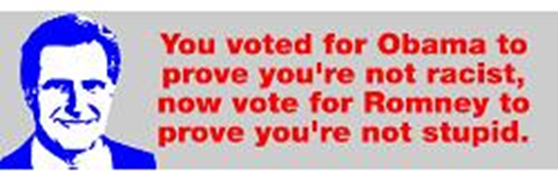 You voted for Obama to
prove you're not racist,
now vote for Romney to
prove you're not stupid.